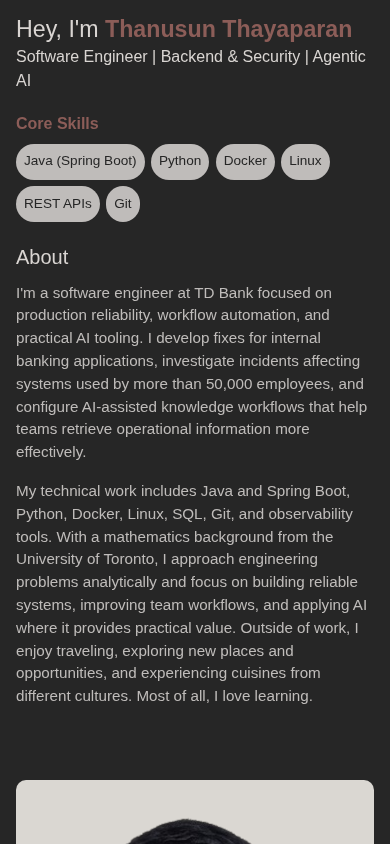 Hey, I'm Thanusun Thayaparan
Software Engineer | Backend & Security | Agentic
AI
Core Skills
Java (Spring Boot) Python Docker Linux
REST APIs Git
About
I'm a software engineer at TD Bank focused on
production reliability, workflow automation, and
practical AI tooling. I develop fixes for internal
banking applications, investigate incidents affecting
systems used by more than 50,000 employees, and
configure AI-assisted knowledge workflows that help
teams retrieve operational information more
effectively.
My technical work includes Java and Spring Boot,
Python, Docker, Linux, SQL, Git, and observability
tools. With a mathematics background from the
University of Toronto, I approach engineering
problems analytically and focus on building reliable
systems, improving team workflows, and applying AI
where it provides practical value. Outside of work, I
enjoy traveling, exploring new places and
opportunities, and experiencing cuisines from
different cultures. Most of all, I love learning.